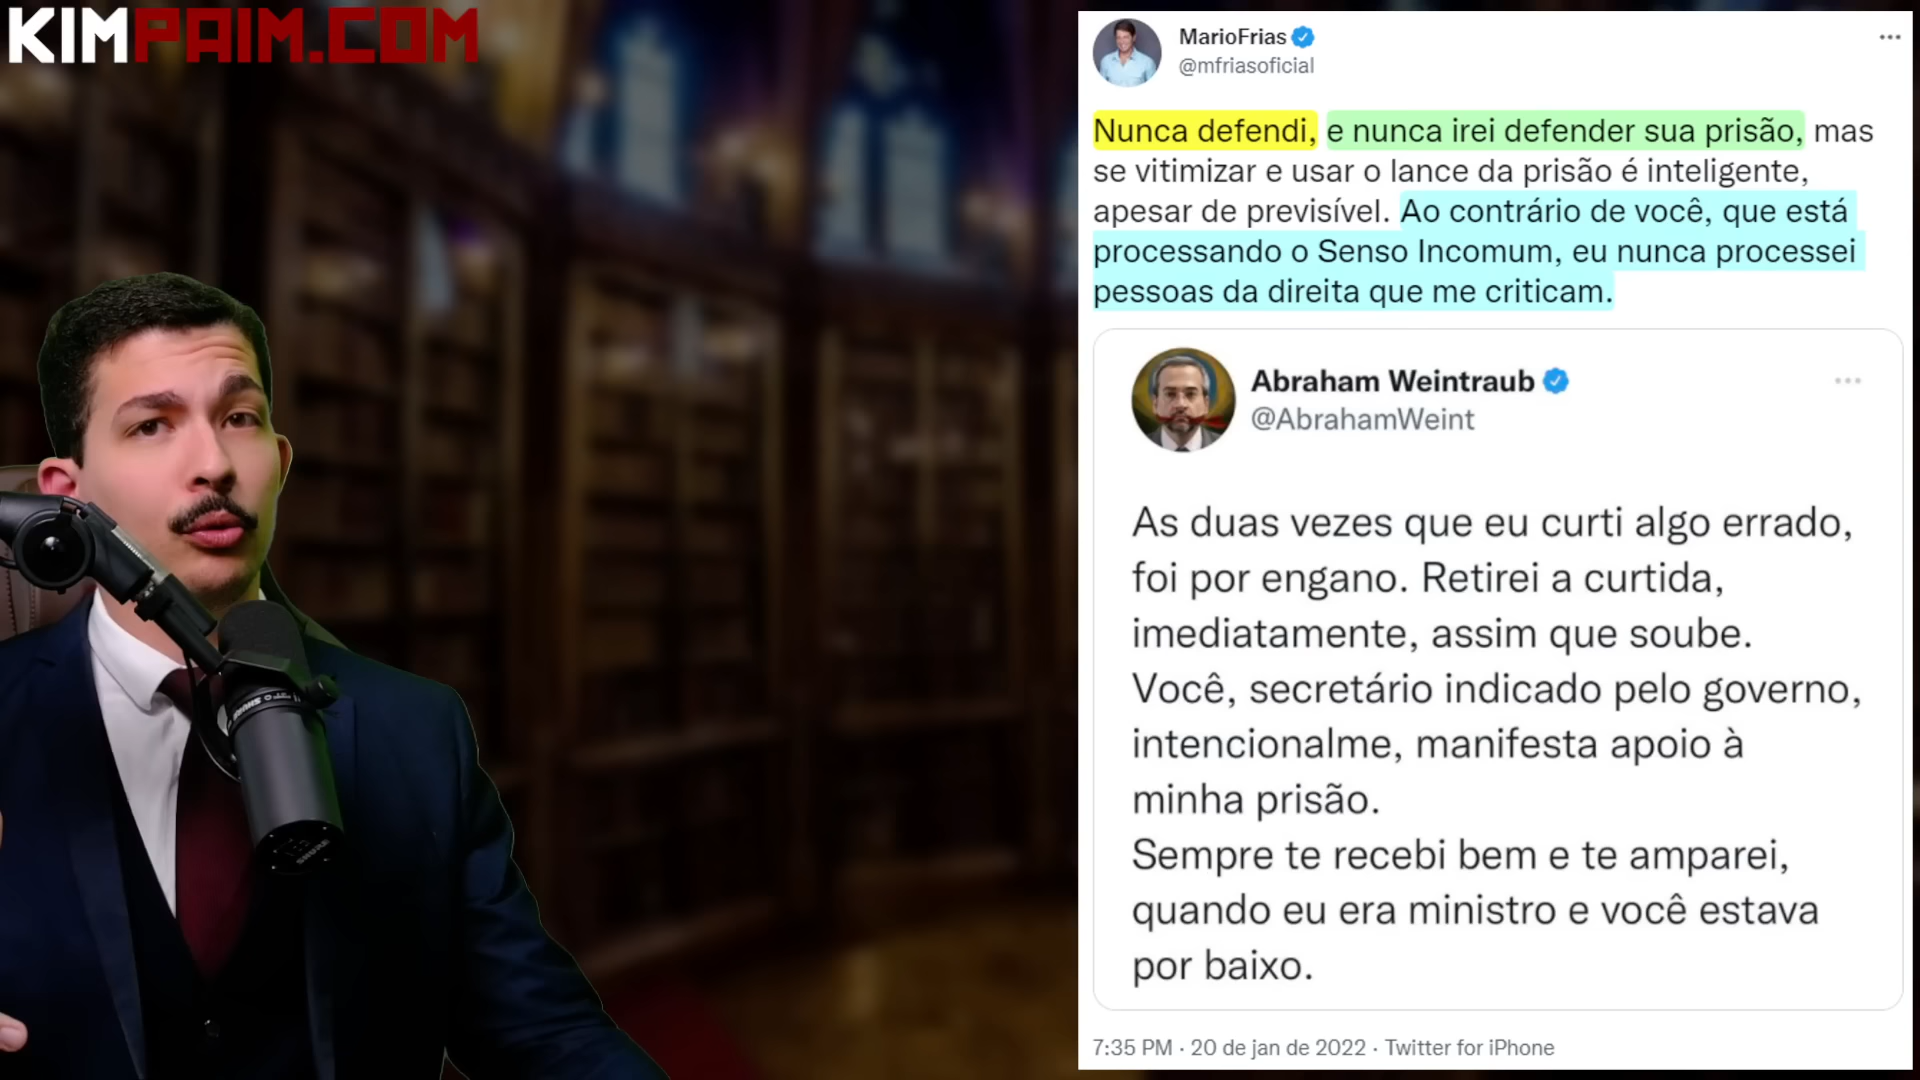 KIMPAIM.COM
MarioFrias
@mfriasoficial
Nunca defendi, e nunca irei defender sua prisão, mas
se vitimizar e usar o lance da prisão é inteligente,
apesar de previsível. Ao contrário de você, que está
processando o Senso Incomum, eu nunca processei
pessoas da direita que me criticam.
Abraham Weintraub
@AbrahamWeint
As duas vezes que eu curti algo errado,
foi por engano. Retirei a curtida,
imediatamente, assim que soube.
Você, secretário indicado pelo governo,
intencionalme, manifesta apoio à
minha prisão.
Sempre te recebi bem e te amparei,
quando eu era ministro e você estava
por baixo.
7:35 PM · 20 de jan de 2022 · Twitter for iPhone
SHURE
SHURE